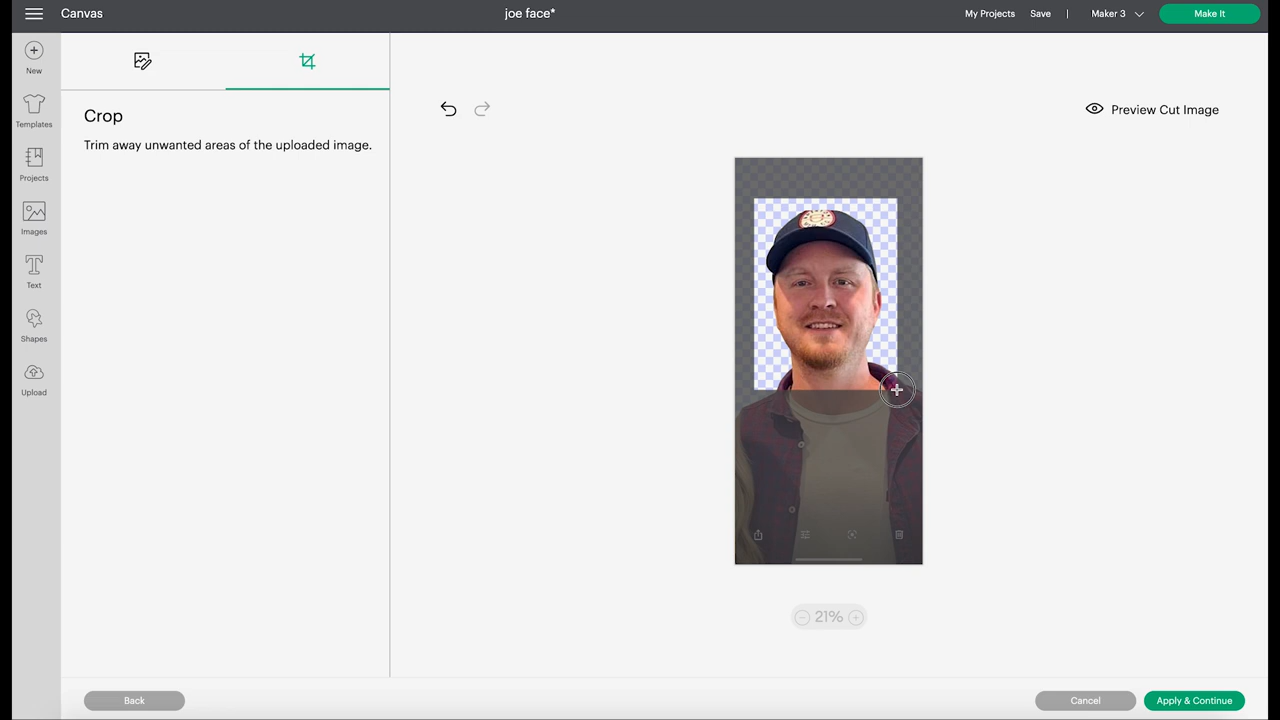 Canvas
joe face*
My Projects
Save
|
Maker 3
Make It
New
Templates
Projects
Images
Text
Shapes
Upload
Crop
Trim away unwanted areas of the uploaded image.
Preview Cut Image
21%
Back
Cancel
Apply & Continue